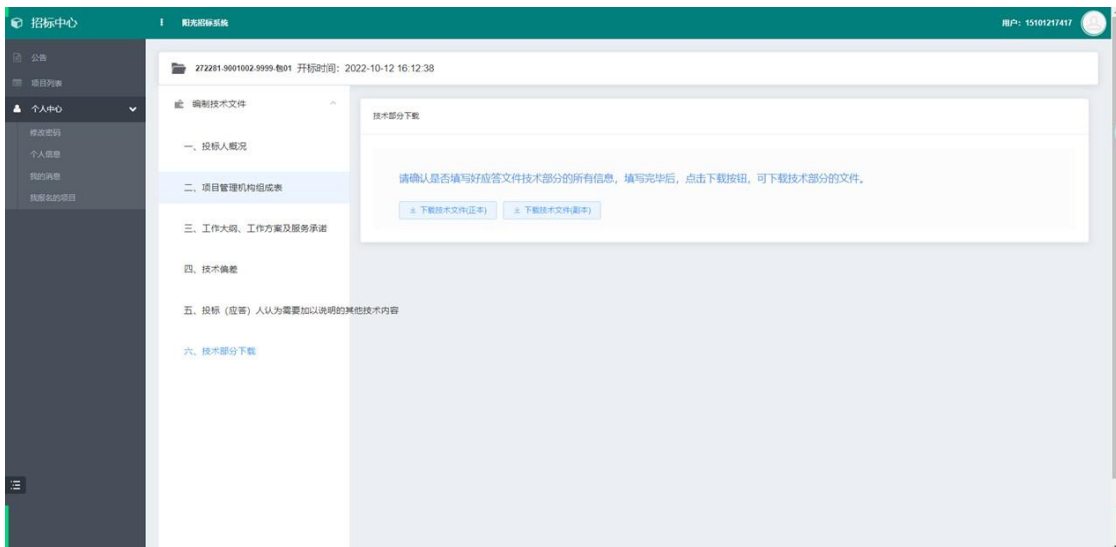 招标中心
阳光招标系统
用户：15101217417
公告
项目列表
个人中心
修改密码
个人信息
我的消息
我报名的项目
272281-9001002-9999-包01 开标时间：2022-10-12 16:12:38
编制技术文件
一、投标人概况
二、项目管理机构组成表
三、工作大纲、工作方案及服务承诺
四、技术偏差
五、投标（应答）人认为需要加以说明的其他技术内容
六、技术部分下载
技术部分下载
请确认是否填写好应答文件技术部分的所有信息，填写完毕后，点击下载按钮，可下载技术部分的文件。
下载技术文件(正本)
下载技术文件(副本)